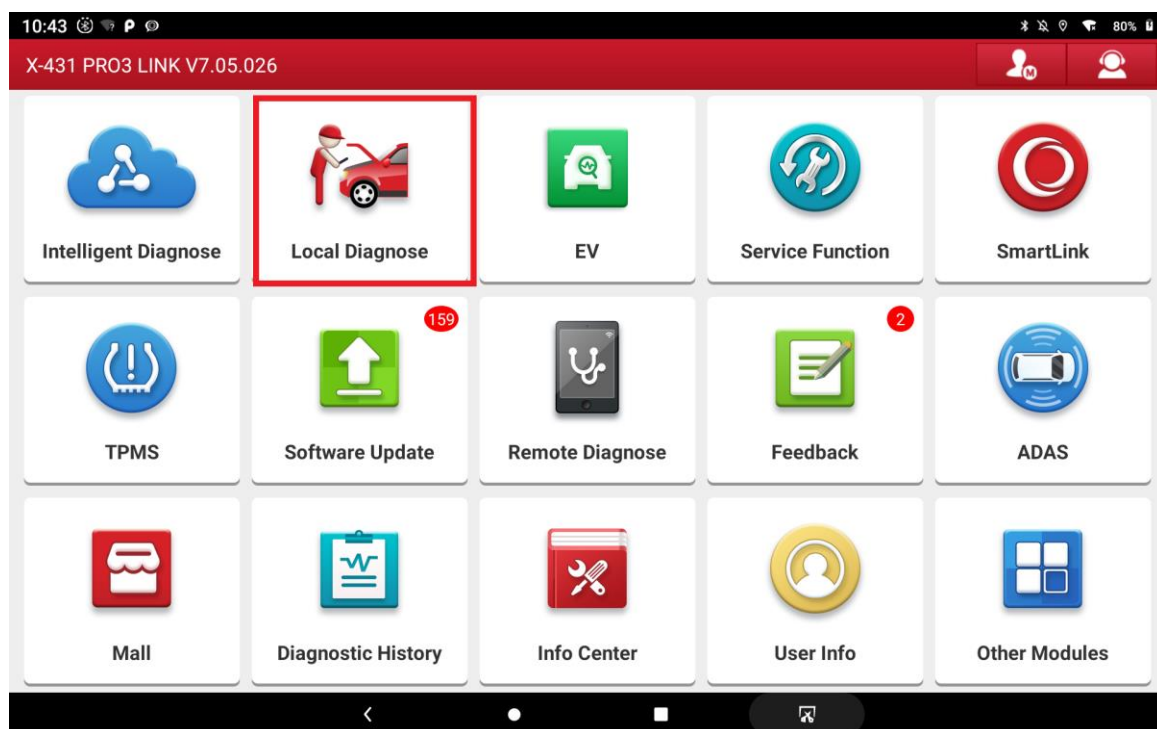 10:43
80%
X-431 PRO3 LINK V7.05.026
M
Intelligent Diagnose
Local Diagnose
EV
Service Function
SmartLink
159
2
TPMS
Software Update
Remote Diagnose
Feedback
ADAS
Mall
Diagnostic History
Info Center
User Info
Other Modules